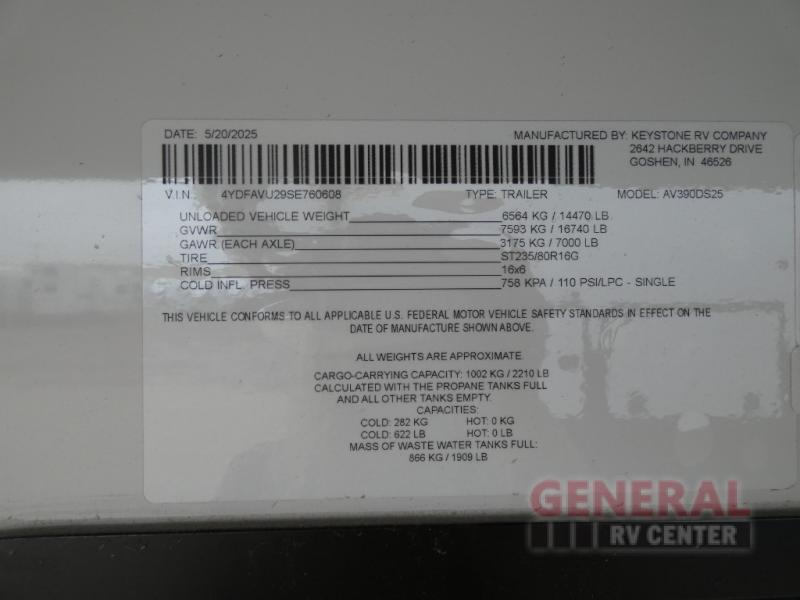 DATE: 5/20/2025 MANUFACTURED BY: KEYSTONE RV COMPANY
2642 HACKBERRY DRIVE
GOSHEN, IN 46526
V.I.N. 4YDFAVU29SE760608 TYPE: TRAILER MODEL: AV390DS25
UNLOADED VEHICLE WEIGHT 6564 KG / 14470 LB
GVWR 7593 KG / 16740 LB
GAWR (EACH AXLE) 3175 KG / 7000 LB
TIRE ST235/80R16G
RIMS 16x6
COLD INFL. PRESS 758 KPA / 110 PSI/LPC - SINGLE
THIS VEHICLE CONFORMS TO ALL APPLICABLE U.S. FEDERAL MOTOR VEHICLE SAFETY STANDARDS IN EFFECT ON THE
DATE OF MANUFACTURE SHOWN ABOVE.
ALL WEIGHTS ARE APPROXIMATE
CARGO-CARRYING CAPACITY: 1002 KG / 2210 LB
CALCULATED WITH THE PROPANE TANKS FULL
AND ALL OTHER TANKS EMPTY.
CAPACITIES:
COLD: 282 KG HOT: 0 KG
COLD: 622 LB HOT: 0 LB
MASS OF WASTE WATER TANKS FULL:
866 KG / 1909 LB
GENERAL
RV CENTER